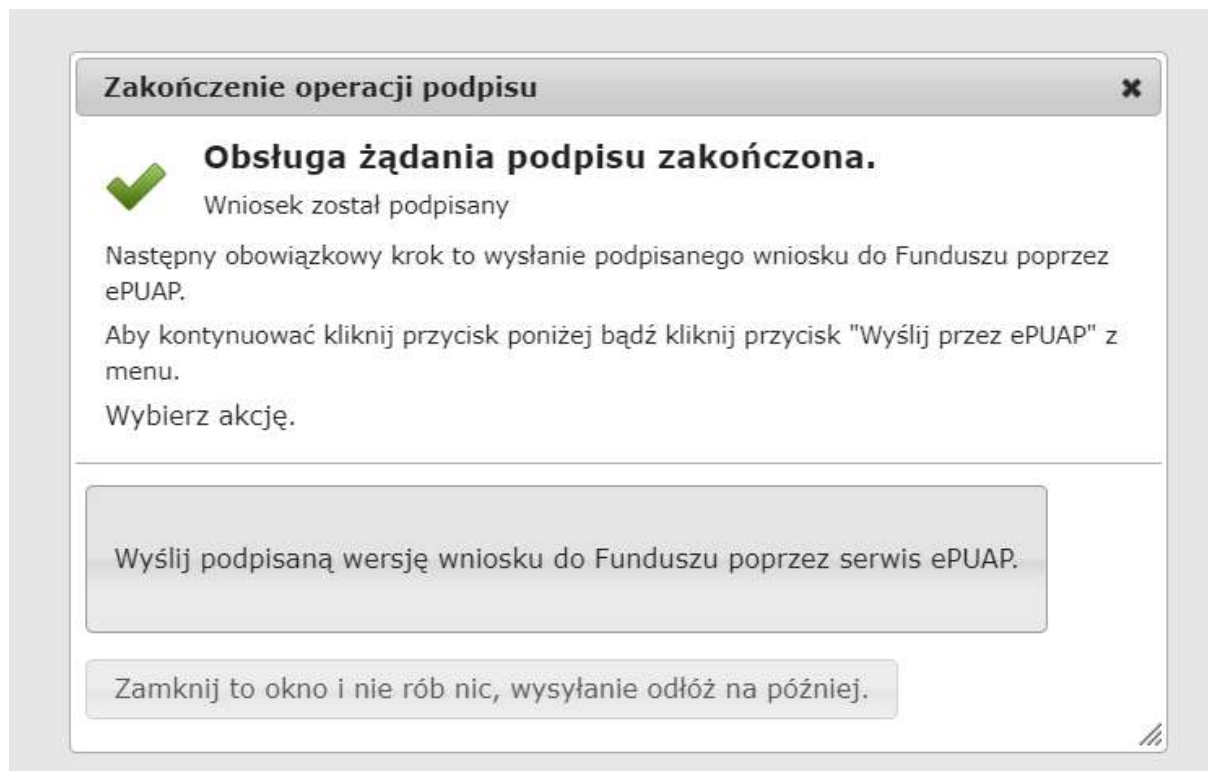 Zakończenie operacji podpisu
Obsługa żądania podpisu zakończona.
Wniosek został podpisany
Następny obowiązkowy krok to wysłanie podpisanego wniosku do Funduszu poprzez
ePUAP.
Aby kontynuować kliknij przycisk poniżej bądź kliknij przycisk "Wyślij przez ePUAP" z
menu.
Wybierz akcję.
Wyślij podpisaną wersję wniosku do Funduszu poprzez serwis ePUAP.
Zamknij to okno i nie rób nic, wysyłanie odłóż na później.